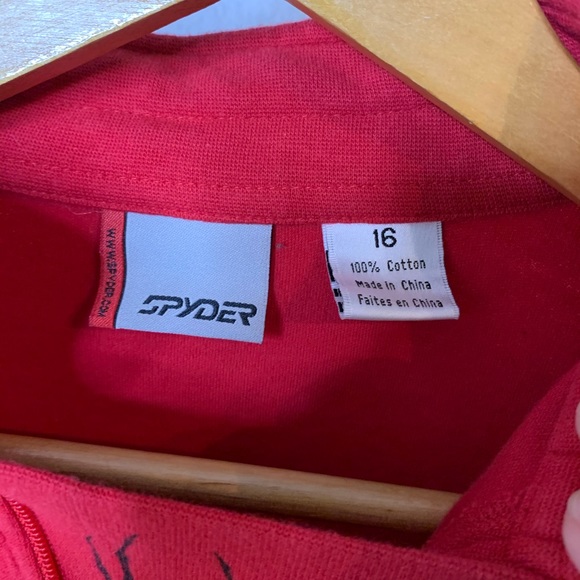 WWW.SPYDER.COM
SPYDER
16
100% Cotton
Made In China
Faites en China